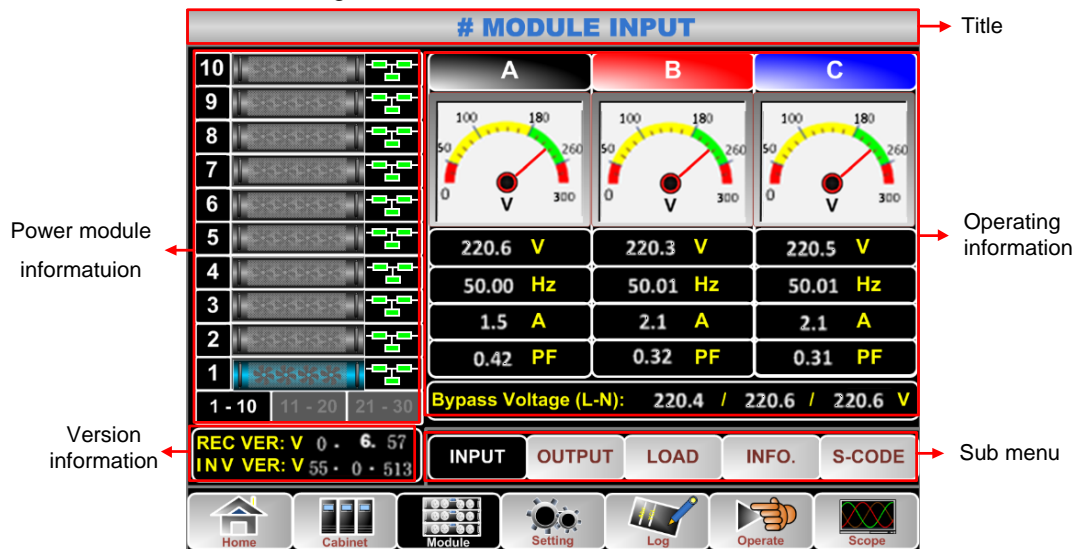 # MODULE INPUT
Title
10
9
8
7
6
5
4
3
2
1
1 - 10 11 - 20 21 - 30
Power module
informatuion
A B C
0 50 100 180 260 300 V
0 50 100 180 260 300 V
0 50 100 180 260 300 V
220.6 V 220.3 V 220.5 V
50.00 Hz 50.01 Hz 50.01 Hz
1.5 A 2.1 A 2.1 A
0.42 PF 0.32 PF 0.31 PF
Bypass Voltage (L-N): 220.4 / 220.6 / 220.6 V
Operating
information
Version
information
REC VER: V 0 . 6. 57
INV VER: V 55 . 0 . 513
INPUT OUTPUT LOAD INFO. S-CODE
Sub menu
Home Cabinet Module Setting Log Operate Scope